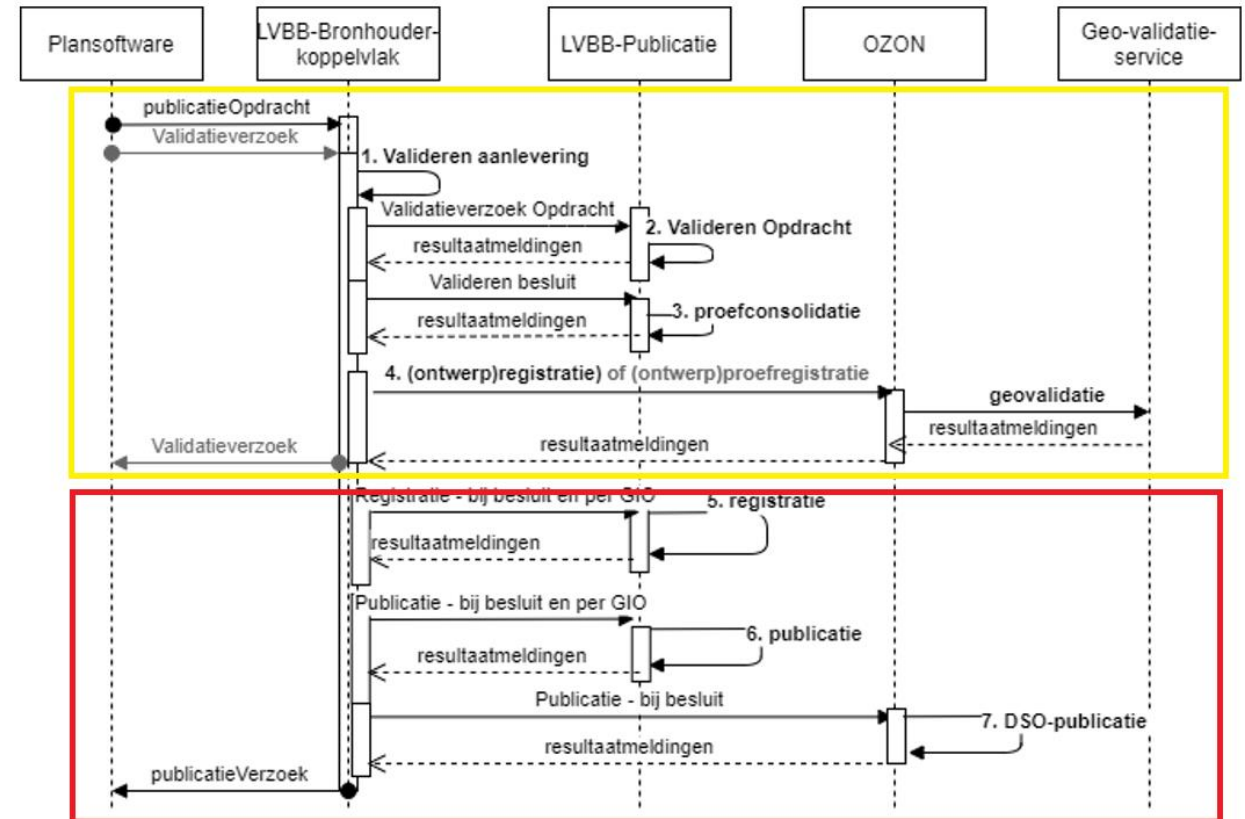 Plansoftware
LVBB-Bronhouder-
koppelvlak
LVBB-Publicatie
OZON
Geo-validatie-
service
publicatieOpdracht
Validatieverzoek
1. Valideren aanlevering
Validatieverzoek Opdracht
2. Valideren Opdracht
resultaatmeldingen
Valideren besluit
3. proefconsolidatie
resultaatmeldingen
4. (ontwerp)registratie) of (ontwerp)proefregistratie
geovalidatie
resultaatmeldingen
Validatieverzoek
resultaatmeldingen
Registratie - bij besluit en per GIO
5. registratie
resultaatmeldingen
Publicatie - bij besluit en per GIO
6. publicatie
resultaatmeldingen
Publicatie - bij besluit
7. DSO-publicatie
resultaatmeldingen
publicatieVerzoek